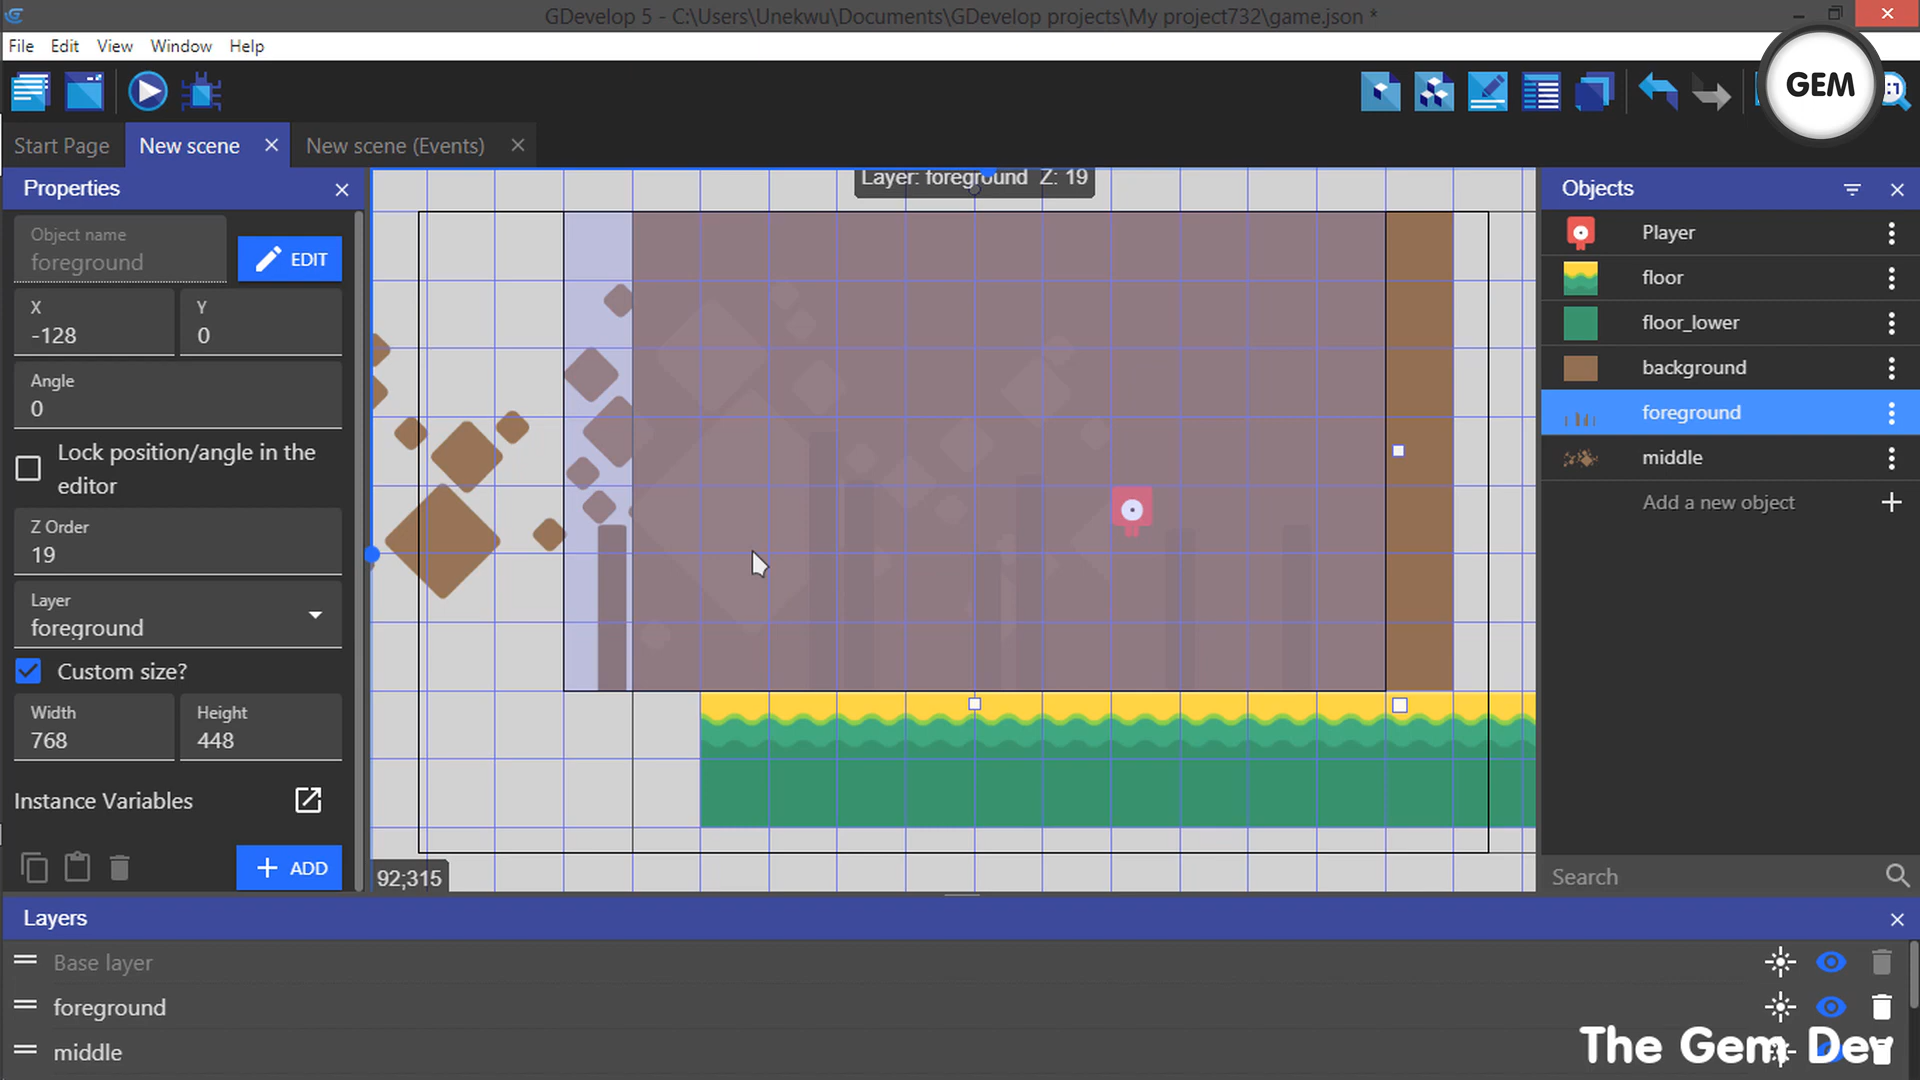 GDevelop 5 - C:\Users\Unekwu\Documents\GDevelop projects\My project732\game.json *
File Edit View Window Help
GEM
1:1
Start Page New scene New scene (Events)
Properties
Object name
foreground
EDIT
X
-128
Y
0
Angle
0
Lock position/angle in the
editor
Z Order
19
Layer
foreground
Custom size?
Width
768
Height
448
Instance Variables
ADD
Layer: foreground Z: 19
92;315
Objects
Player
floor
floor_lower
background
foreground
middle
Add a new object
Search
Layers
Base layer
foreground
middle
The Gem Dev